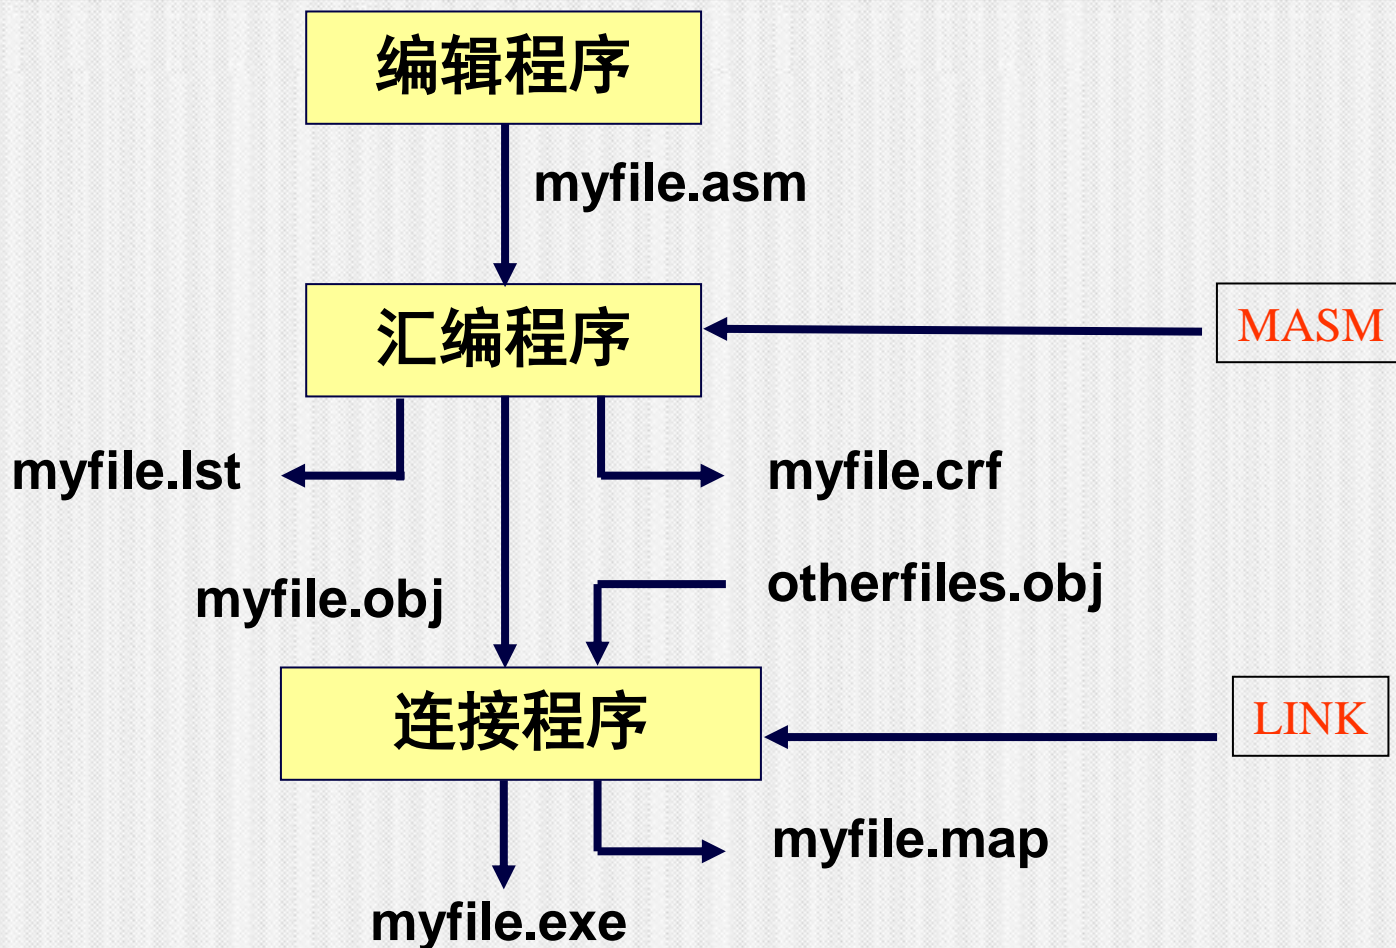 编辑程序
myfile.asm
汇编程序
MASM
myfile.lst
myfile.crf
myfile.obj
otherfiles.obj
连接程序
LINK
myfile.map
myfile.exe